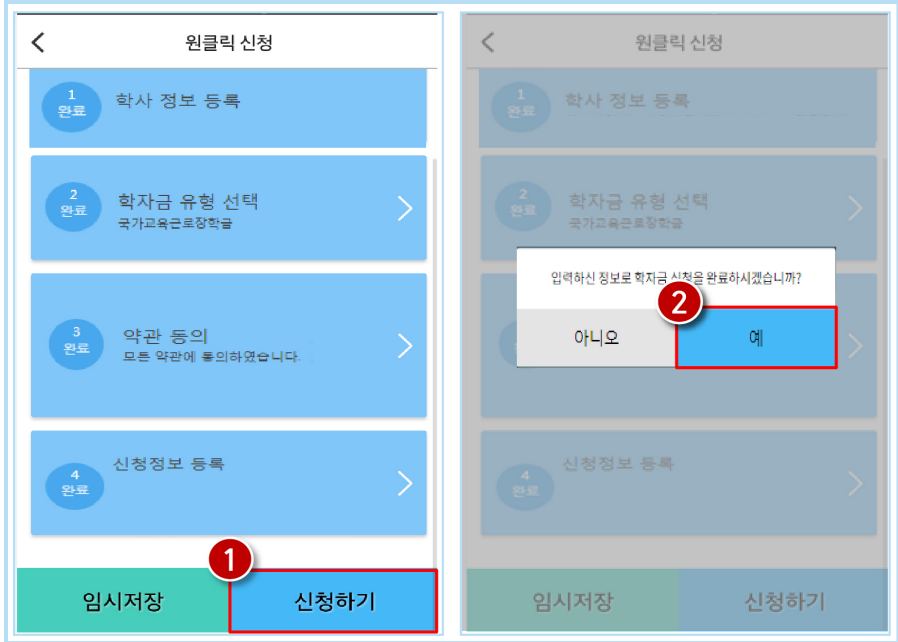 원클릭 신청
1
완료
학사 정보 등록
2
완료
학자금 유형 선택
국가교육근로장학금
3
완료
약관 동의
모든 약관에 동의하였습니다.
4
완료
신청정보 등록
1
임시저장
신청하기
원클릭 신청
1
완료
학사 정보 등록
2
완료
학자금 유형 선택
국가교육근로장학금
입력하신 정보로 학자금 신청을 완료하시겠습니까?
2
아니오
예
4
완료
신청정보 등록
임시저장
신청하기